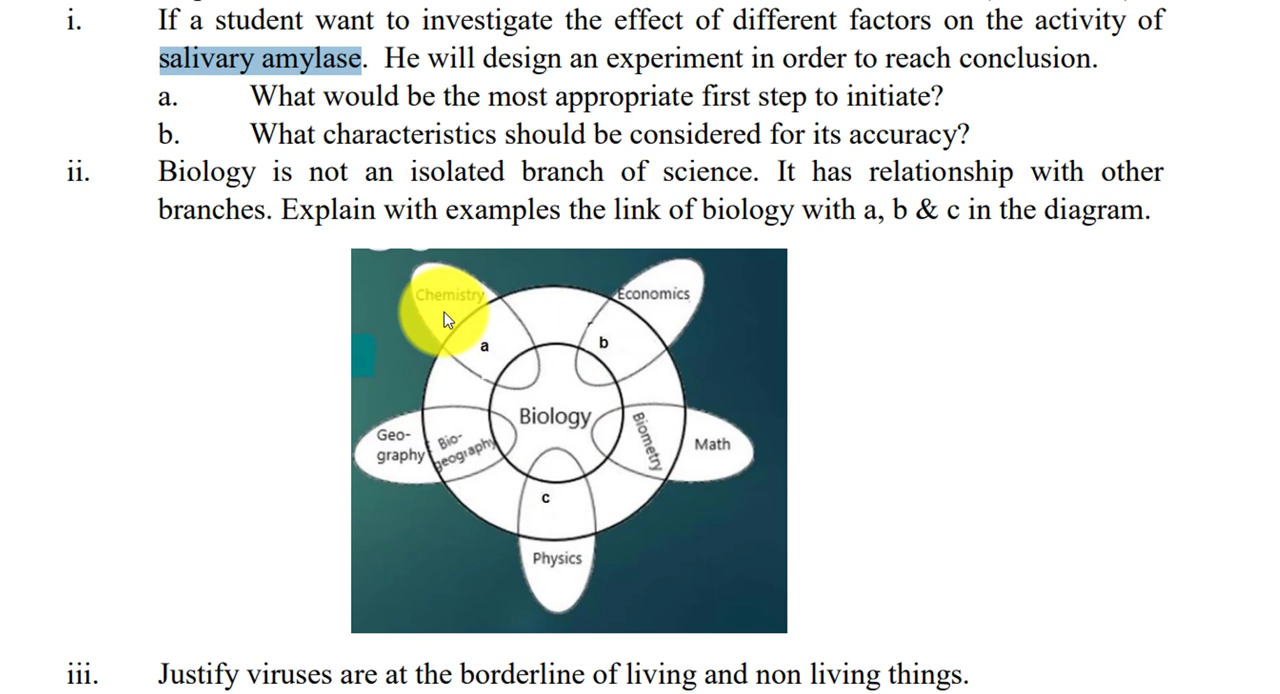 i. If a student want to investigate the effect of different factors on the activity of
salivary amylase. He will design an experiment in order to reach conclusion.
a. What would be the most appropriate first step to initiate?
b. What characteristics should be considered for its accuracy?
ii. Biology is not an isolated branch of science. It has relationship with other
branches. Explain with examples the link of biology with a, b & c in the diagram.
Chemistry
Economics
a
b
Biology
Geo-
graphy
Bio-
geography
Biometry
Math
c
Physics
iii. Justify viruses are at the borderline of living and non living things.